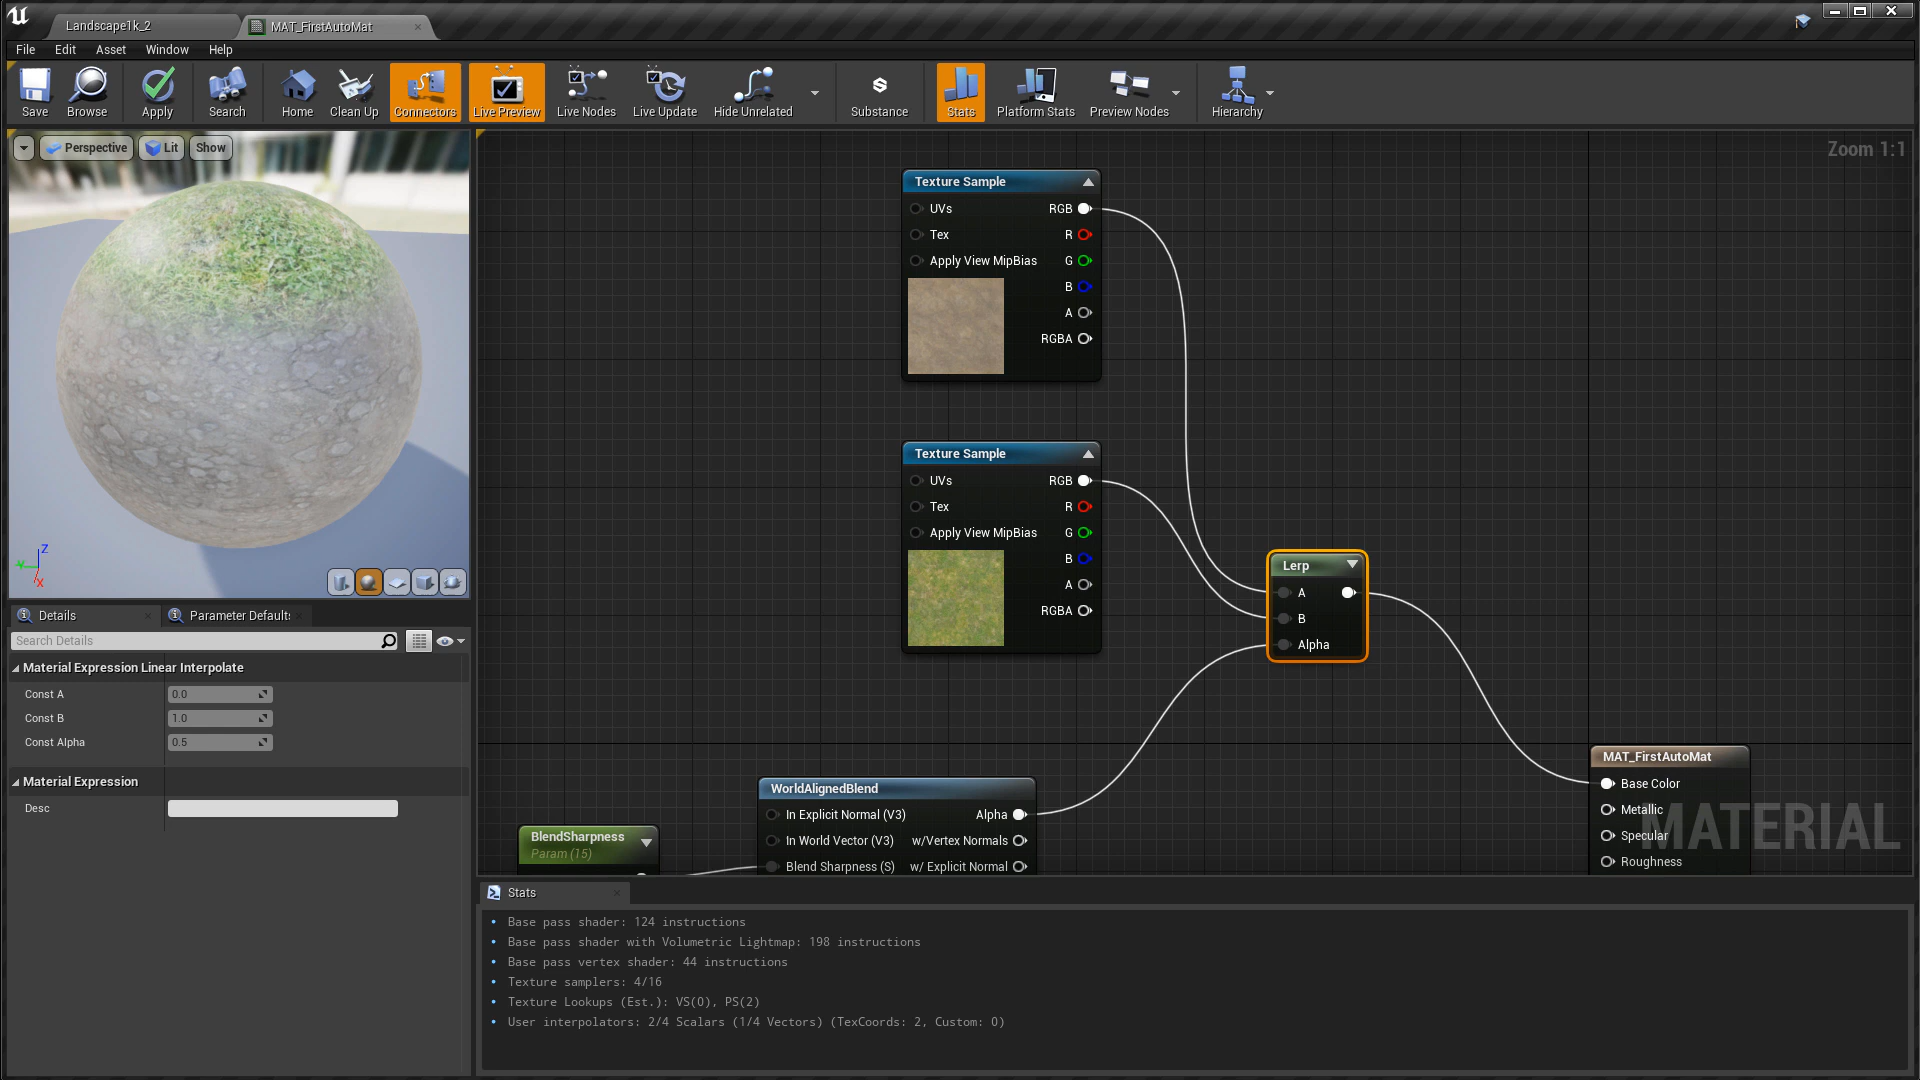 Landscape1k_2
MAT_FirstAutoMat
File Edit Asset Window Help
Save Browse Apply Search Home Clean Up Connectors Live Preview Live Nodes Live Update Hide Unrelated Substance Stats Platform Stats Preview Nodes Hierarchy
Perspective Lit Show
Zoom 1:1
Texture Sample
UVs RGB
Tex R
Apply View MipBias G
B
A
RGBA
Texture Sample
UVs RGB
Tex R
Apply View MipBias G
B
A
RGBA
Lerp
A
B
Alpha
Z
Y
X
Details
Parameter Default
Search Details
Material Expression Linear Interpolate
Const A 0.0
Const B 1.0
Const Alpha 0.5
Material Expression
Desc
MAT_FirstAutoMat
Base Color
Metallic
Specular
Roughness
MATERIAL
WorldAlignedBlend
In Explicit Normal (V3) Alpha
In World Vector (V3) w/Vertex Normals
Blend Sharpness (S) w/ Explicit Normal
BlendSharpness
Param (15)
Stats
Base pass shader: 124 instructions
Base pass shader with Volumetric Lightmap: 198 instructions
Base pass vertex shader: 44 instructions
Texture samplers: 4/16
Texture Lookups (Est.): VS(0), PS(2)
User interpolators: 2/4 Scalars (1/4 Vectors) (TexCoords: 2, Custom: 0)